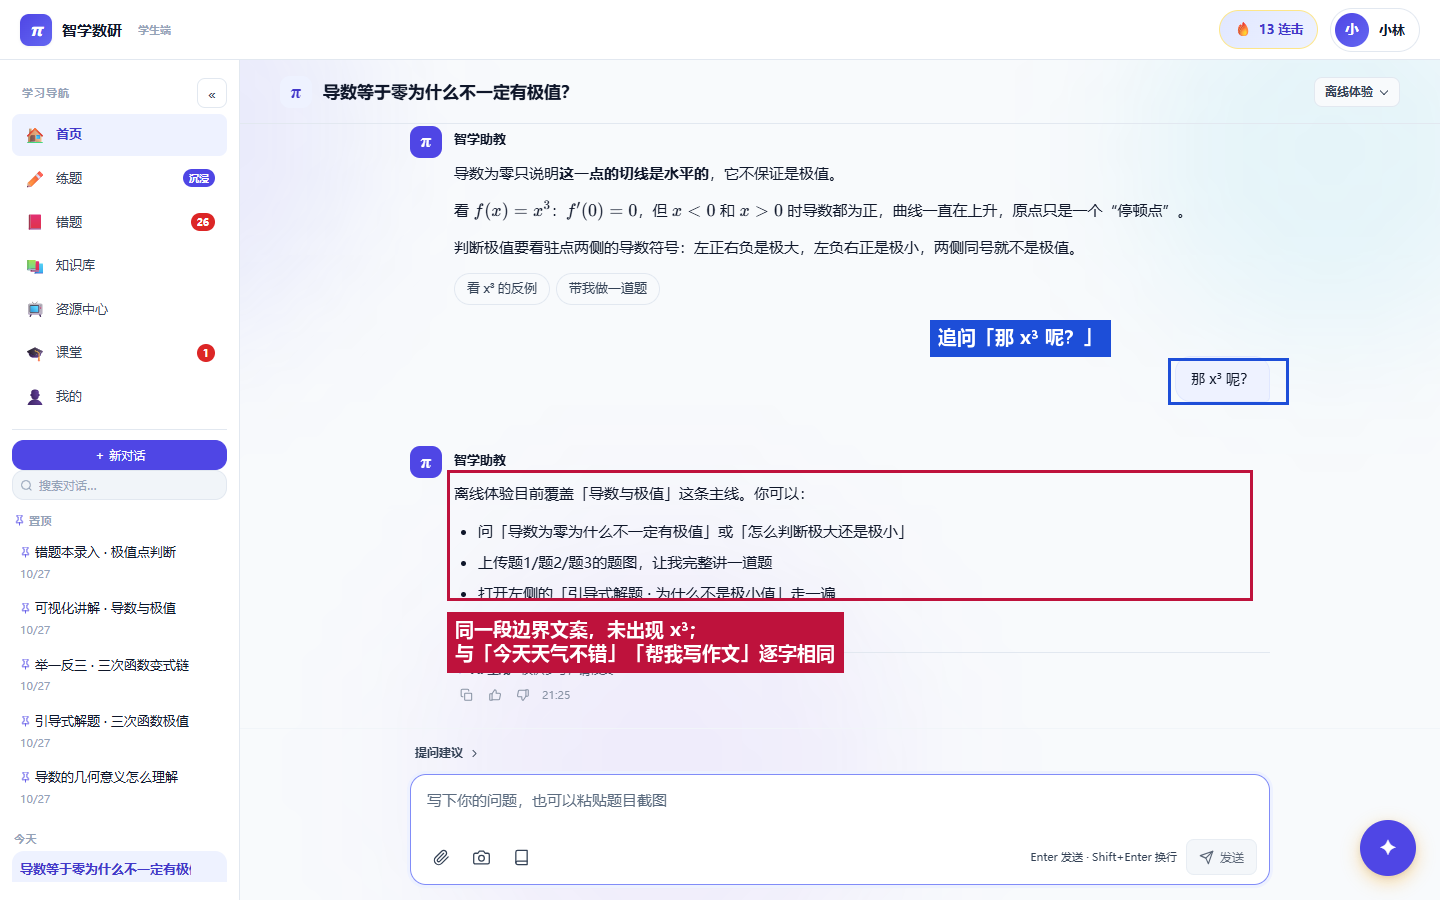 π 智学数研 学生端
🔥 13 连击
小 小林
学习导航 «
首页
练题 沉浸
错题 26
知识库
资源中心
课堂 1
我的
+ 新对话
搜索对话...
置顶
错题本录入 · 极值点判断
10/27
可视化讲解 · 导数与极值
10/27
举一反三 · 三次函数变式链
10/27
引导式解题 · 三次函数极值
10/27
导数的几何意义怎么理解
10/27
今天
导数等于零为什么不一定有极
π 导数等于零为什么不一定有极值?
离线体验
π 智学助教
导数为零只说明这一点的切线是水平的，它不保证是极值。
看 f(x) = x³：f′(0) = 0，但 x < 0 和 x > 0 时导数都为正，曲线一直在上升，原点只是一个“停顿点”。
判断极值要看驻点两侧的导数符号：左正右负是极大，左负右正是极小，两侧同号就不是极值。
看 x³ 的反例 带我做一道题
追问「那 x³ 呢？」
那 x³ 呢？
π 智学助教
离线体验目前覆盖「导数与极值」这条主线。你可以：
• 问「导数为零为什么不一定有极值」或「怎么判断极大还是极小」
• 上传题1/题2/题3的题图，让我完整讲一道题
• 打开左侧的「引导式解题 · 为什么不是极小值」走一遍
同一段边界文案，未出现 x³；
与「今天天气不错」「帮我写作文」逐字相同
21:25
提问建议 >
写下你的问题，也可以粘贴题目截图
Enter 发送 · Shift+Enter 换行 发送